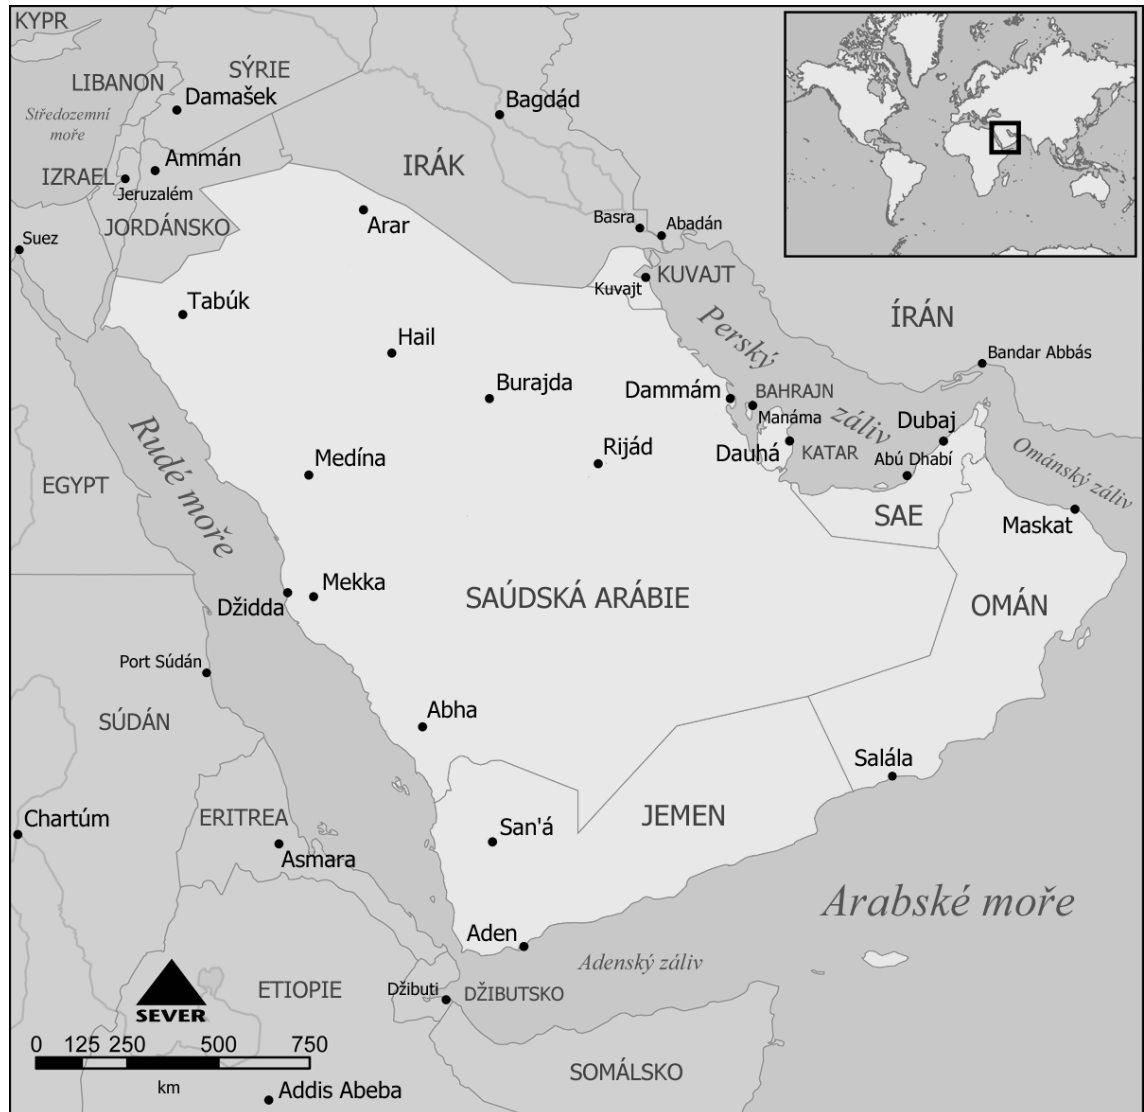 KYPR
LIBANON
SÝRIE
Damašek
Bagdád
Středozemní
moře
Ammán
IRÁK
IZRAEL
Jeruzalém
JORDÁNSKO
Arar
Basra
Abadán
Suez
KUVAJT
Kuvajt
Tabúk
ÍRÁN
Perský
záliv
Hail
Bandar Abbás
Burajda
Dammám
BAHRAJN
Manáma
Dubaj
Rudé moře
Medína
Rijád
Dauhá
KATAR
Abú Dhabí
Ománský záliv
EGYPT
SAE
Maskat
Mekka
Džidda
SAÚDSKÁ ARÁBIE
OMÁN
Port Súdán
SÚDÁN
Abha
Salála
Chartúm
ERITREA
San'á
JEMEN
Asmara
Arabské moře
Aden
Adenský záliv
ETIOPIE
Džibuti
DŽIBUTSKO
SEVER
0 125 250 500 750
km
SOMÁLSKO
Addis Abeba